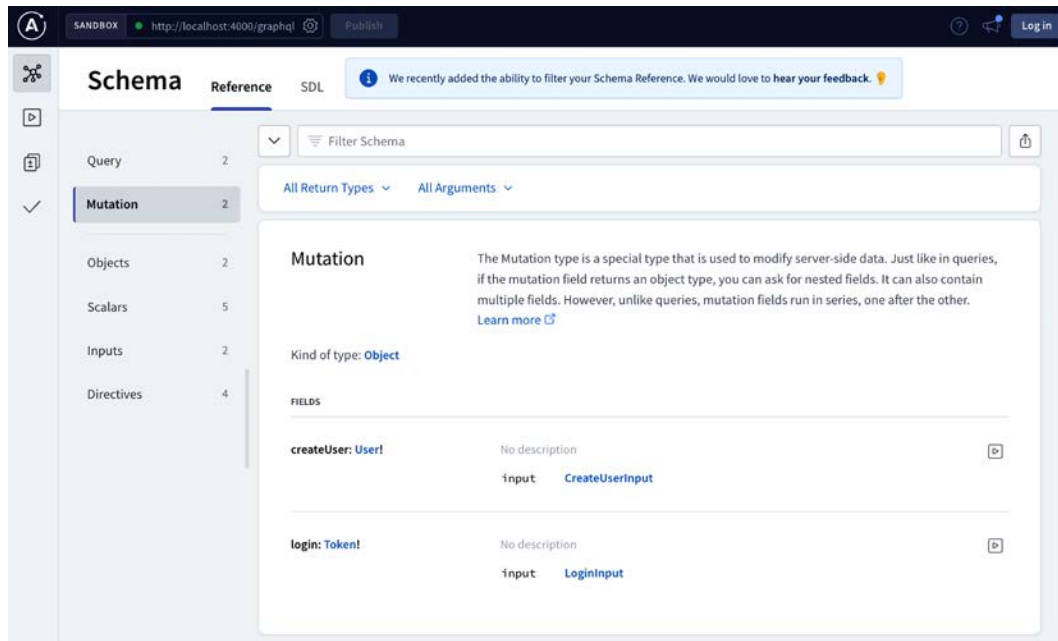 A
SANDBOX
http://localhost:4000/graphql
Publish
Log in
Schema
Reference
SDL
We recently added the ability to filter your Schema Reference. We would love to hear your feedback.
Filter Schema
Query 2
Mutation 2
Objects 2
Scalars 5
Inputs 2
Directives 4
All Return Types
All Arguments
Mutation
The Mutation type is a special type that is used to modify server-side data. Just like in queries,
if the mutation field returns an object type, you can ask for nested fields. It can also contain
multiple fields. However, unlike queries, mutation fields run in series, one after the other.
Learn more
Kind of type: Object
FIELDS
createUser: User!
No description
input CreateUserInput
login: Token!
No description
input LoginInput